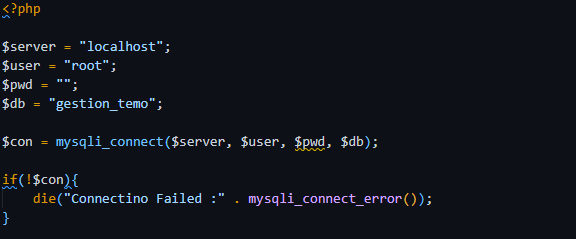 <?php
$server = "localhost";
$user = "root";
$pwd = "";
$db = "gestion_temo";
$con = mysqli_connect($server, $user, $pwd, $db);
if(!$con){
    die("Connectino Failed :" . mysqli_connect_error());
}